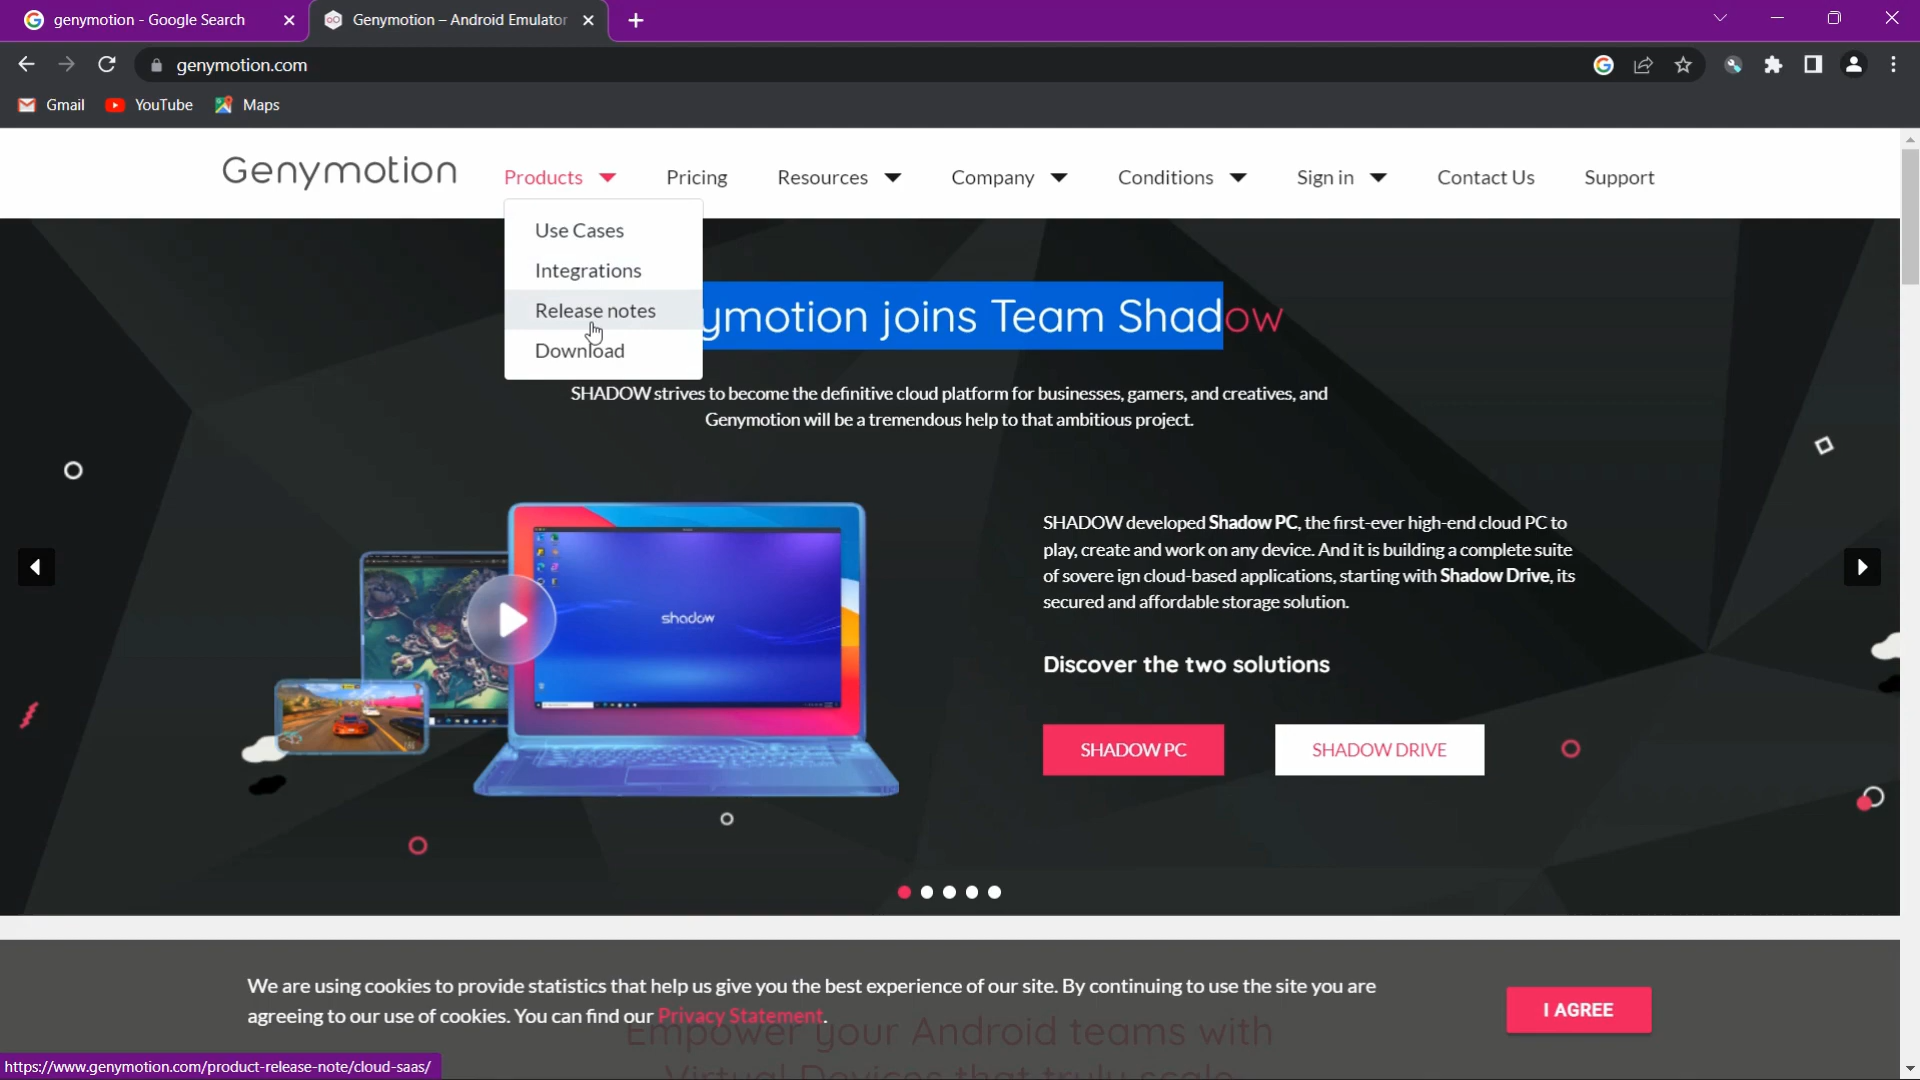 genymotion - Google Search
Genymotion – Android Emulator
genymotion.com
Gmail
YouTube
Maps
Genymotion
Products
Pricing
Resources
Company
Conditions
Sign in
Contact Us
Support
Use Cases
Integrations
Release notes
Download
ymotion joins Team Shadow
SHADOW strives to become the definitive cloud platform for businesses, gamers, and creatives, and
Genymotion will be a tremendous help to that ambitious project.
shadow
SHADOW developed Shadow PC, the first-ever high-end cloud PC to
play, create and work on any device. And it is building a complete suite
of sovere ign cloud-based applications, starting with Shadow Drive, its
secured and affordable storage solution.
Discover the two solutions
SHADOW PC
SHADOW DRIVE
We are using cookies to provide statistics that help us give you the best experience of our site. By continuing to use the site you are
agreeing to our use of cookies. You can find our Privacy Statement.
I AGREE
Empower your Android teams with
Virtual Devices that truly scale
https://www.genymotion.com/product-release-note/cloud-saas/